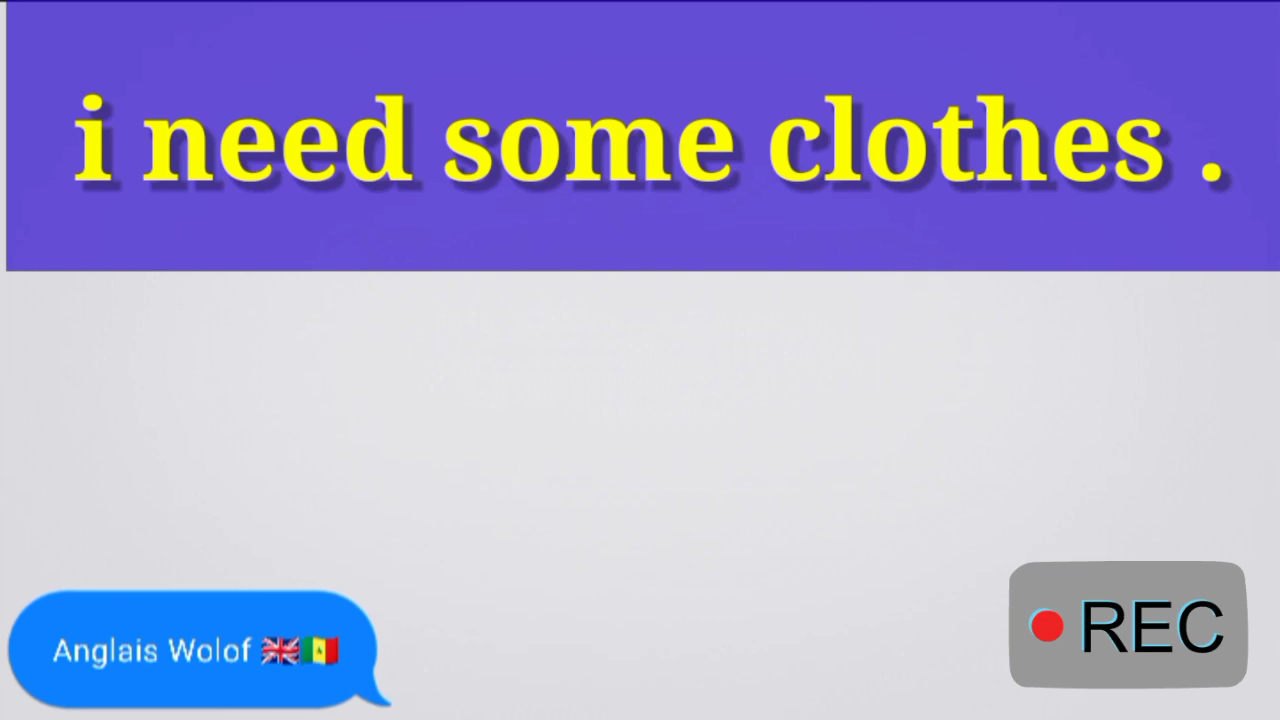 i need some clothes .
Anglais Wolof 🇬🇧🇸🇳
REC